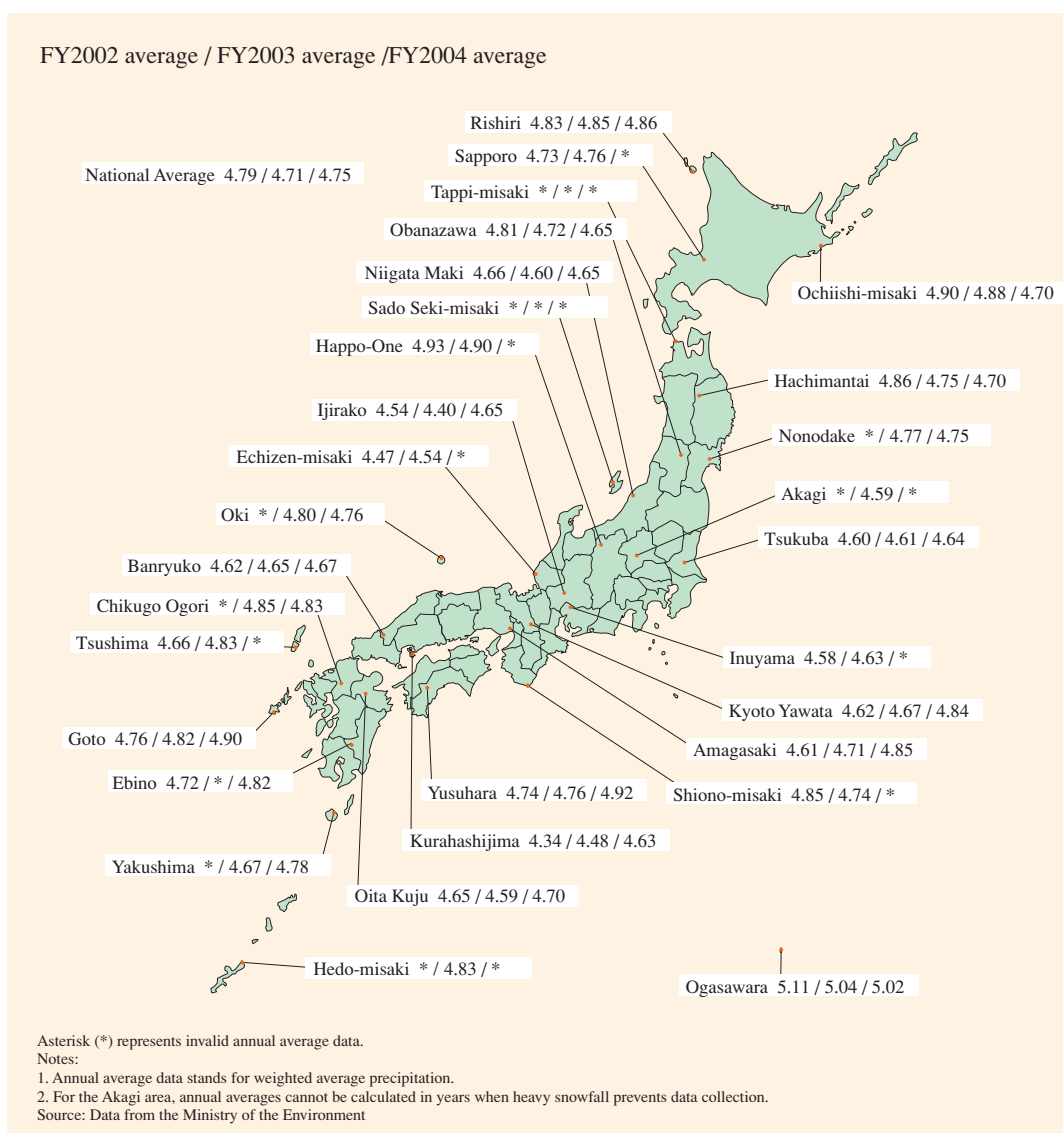 FY2002 average / FY2003 average /FY2004 average
Rishiri 4.83 / 4.85 / 4.86
Sapporo 4.73 / 4.76 / *
National Average 4.79 / 4.71 / 4.75
Tappi-misaki * / * / *
Obanazawa 4.81 / 4.72 / 4.65
Niigata Maki 4.66 / 4.60 / 4.65
Ochiishi-misaki 4.90 / 4.88 / 4.70
Sado Seki-misaki * / * / *
Happo-One 4.93 / 4.90 / *
Hachimantai 4.86 / 4.75 / 4.70
Ijirako 4.54 / 4.40 / 4.65
Nonodake * / 4.77 / 4.75
Echizen-misaki 4.47 / 4.54 / *
Akagi * / 4.59 / *
Oki * / 4.80 / 4.76
Tsukuba 4.60 / 4.61 / 4.64
Banryuko 4.62 / 4.65 / 4.67
Chikugo Ogori * / 4.85 / 4.83
Tsushima 4.66 / 4.83 / *
Inuyama 4.58 / 4.63 / *
Kyoto Yawata 4.62 / 4.67 / 4.84
Goto 4.76 / 4.82 / 4.90
Amagasaki 4.61 / 4.71 / 4.85
Ebino 4.72 / * / 4.82
Yusuhara 4.74 / 4.76 / 4.92
Shiono-misaki 4.85 / 4.74 / *
Kurahashijima 4.34 / 4.48 / 4.63
Yakushima * / 4.67 / 4.78
Oita Kuju 4.65 / 4.59 / 4.70
Hedo-misaki * / 4.83 / *
Ogasawara 5.11 / 5.04 / 5.02
Asterisk (*) represents invalid annual average data.
Notes:
1. Annual average data stands for weighted average precipitation.
2. For the Akagi area, annual averages cannot be calculated in years when heavy snowfall prevents data collection.
Source: Data from the Ministry of the Environment